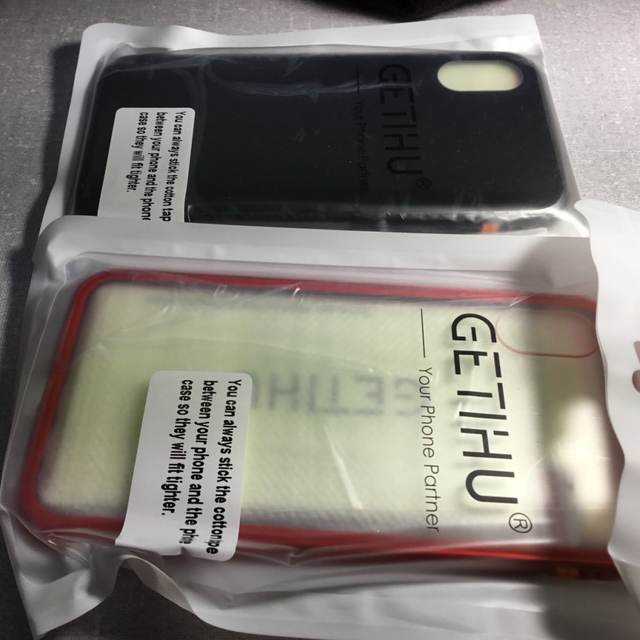 GETIHU®
Your Phone Partner
You can always stick the cotton tap
between your phone and the phone
case so they will fit tighter.
GETIHU®
Your Phone Partner
You can always stick the cottontpe
between your phone and the pho
case so they will fit tighter.